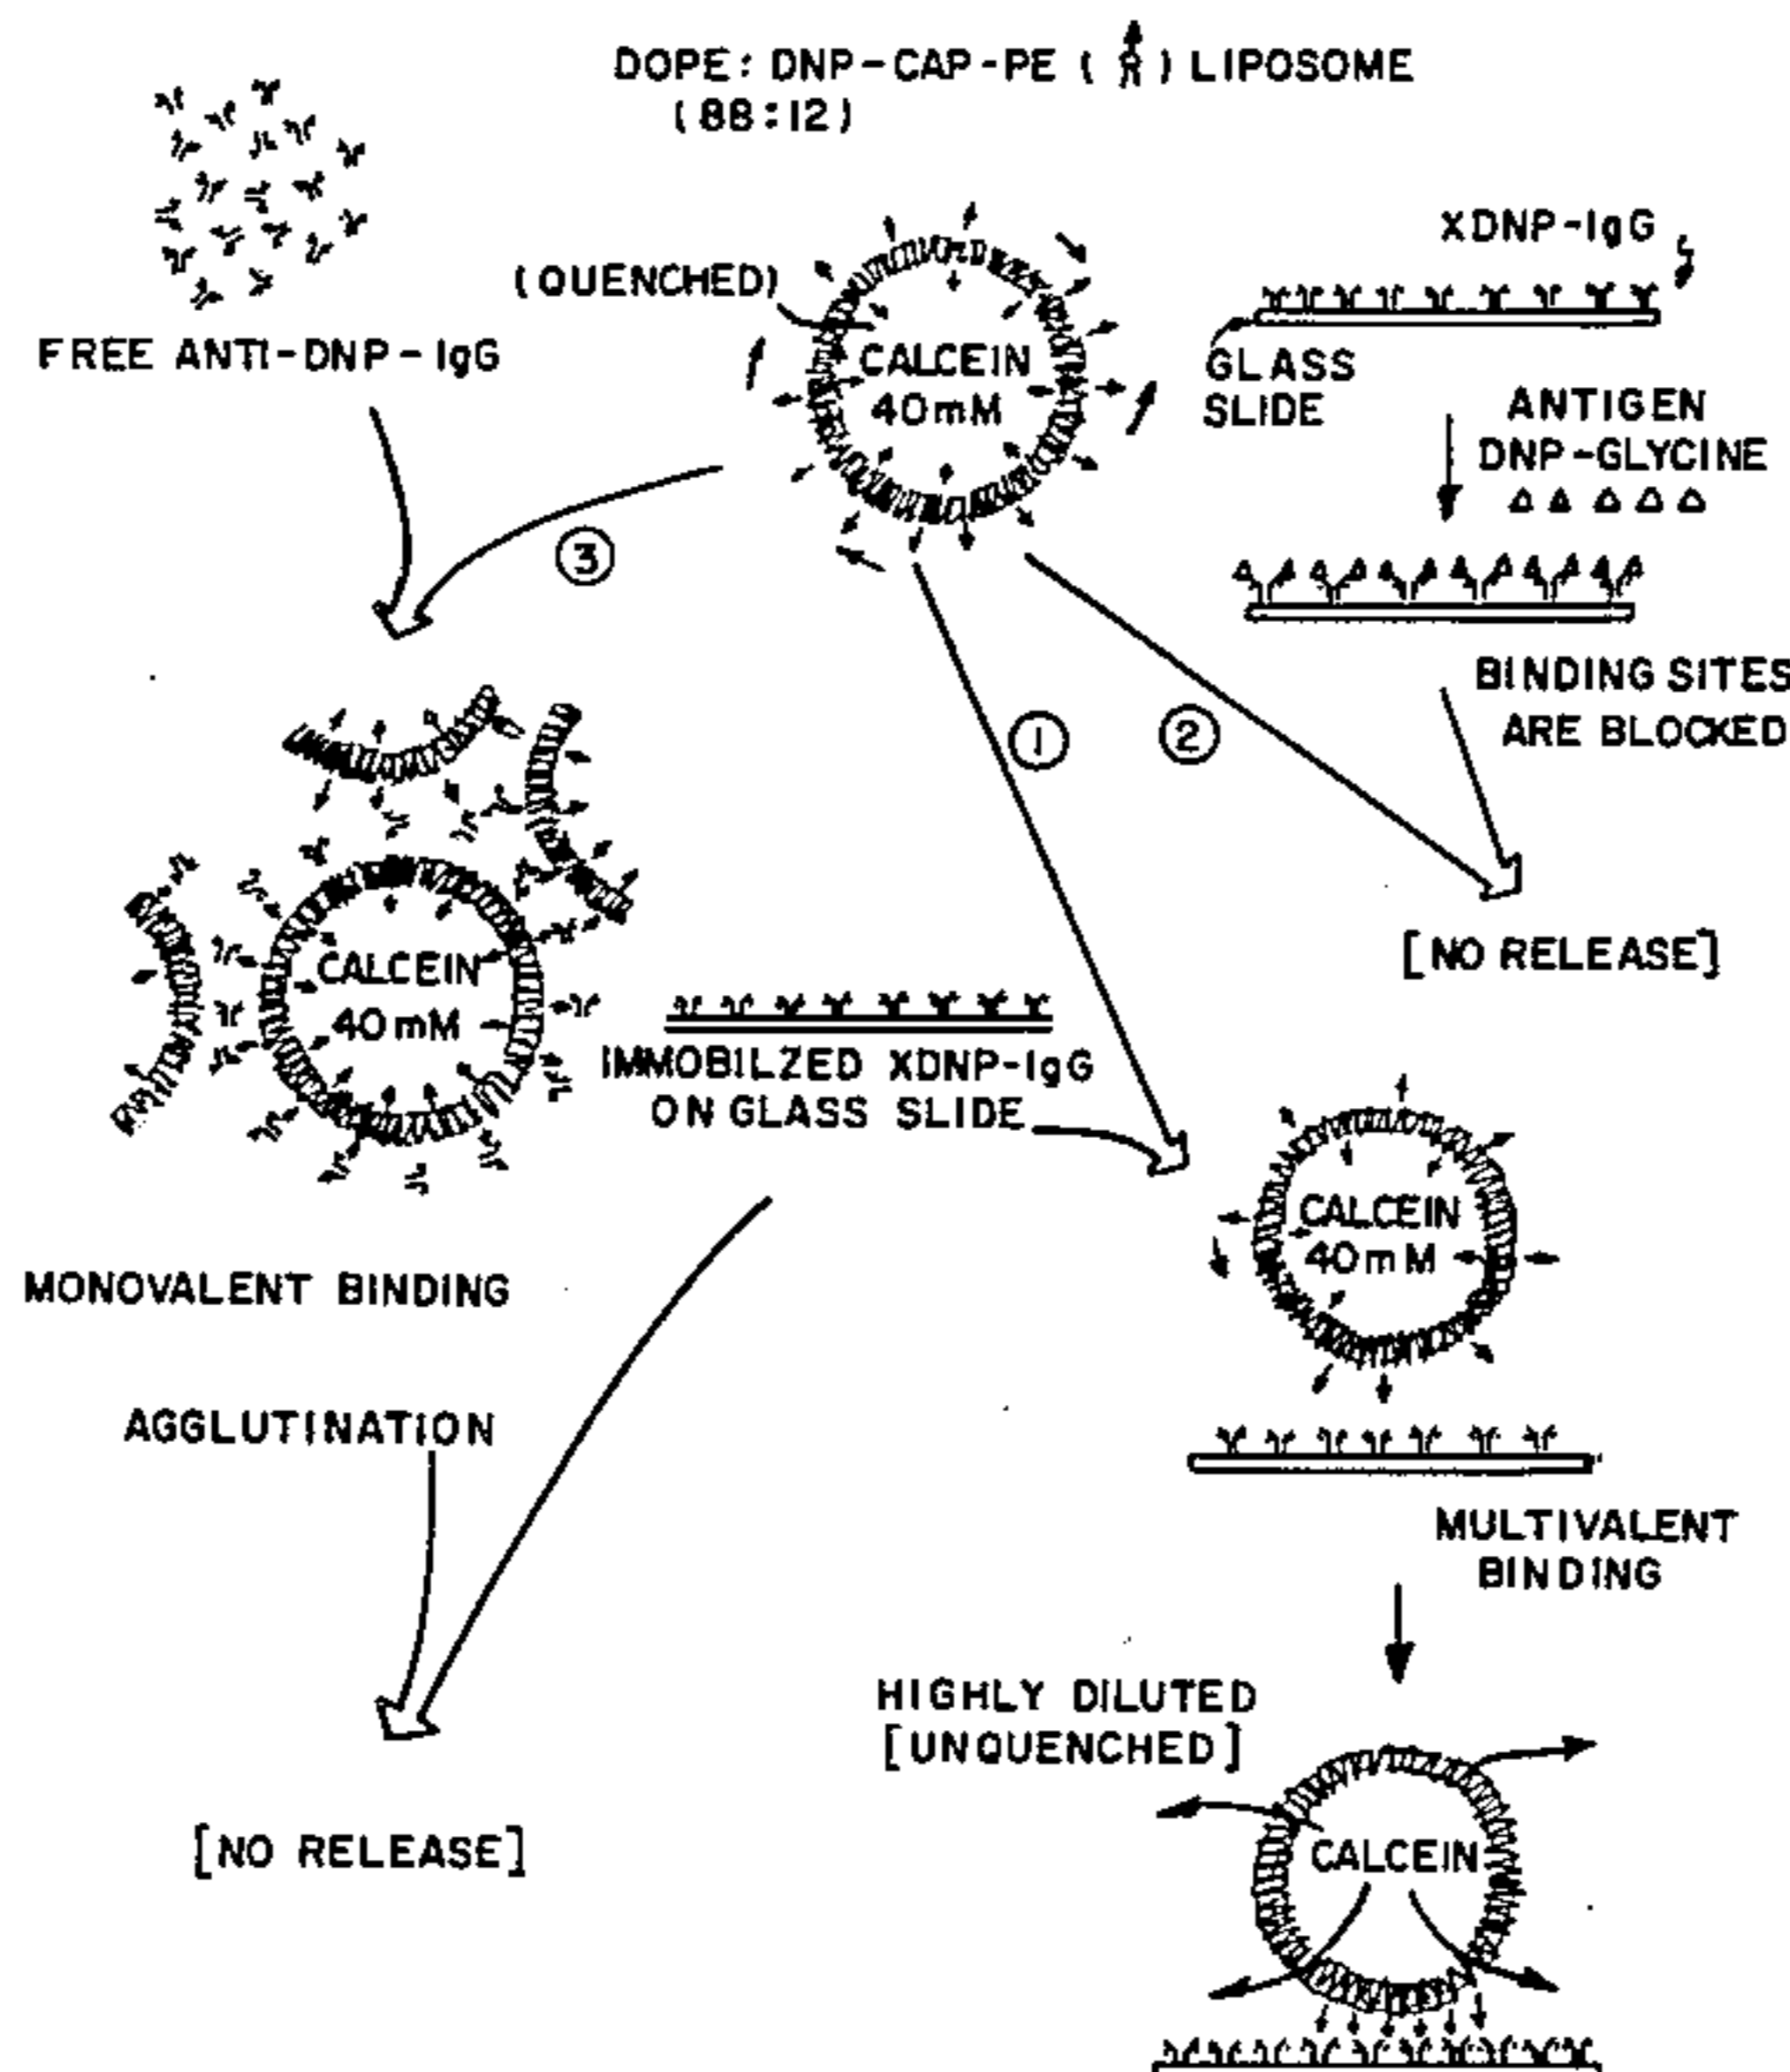 DOPE: DNP-CAP-PE ( ) LIPOSOME
(88:12)
XDNP-IgG
(QUENCHED)
FREE ANTI-DNP-IgG
CALCEIN
40mM
GLASS
SLIDE
ANTIGEN
DNP-GLYCINE
3
BINDING SITES
ARE BLOCKED
1
2
[NO RELEASE]
CALCEIN
40mM
IMMOBILZED XDNP-IgG
ON GLASS SLIDE
CALCEIN
40mM
MONOVALENT BINDING
AGGLUTINATION
MULTIVALENT
BINDING
HIGHLY DILUTED
[UNQUENCHED]
CALCEIN
[NO RELEASE]